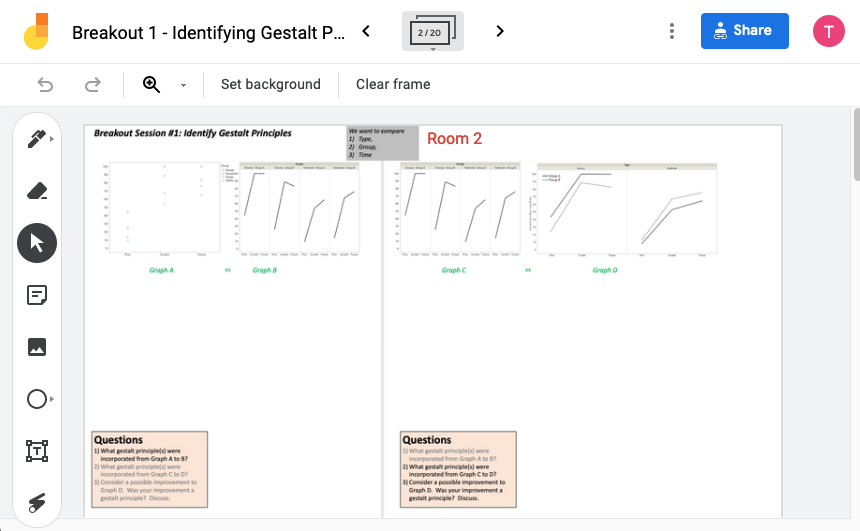 Breakout 1 - Identifying Gestalt P...
2 / 20
Share
T
Set background
Clear frame
Breakout Session #1: Identify Gestalt Principles
We want to compare
1) Type,
2) Group,
3) Time
Room 2
Graph A
vs
Graph B
Graph C
vs
Graph D
Questions
1) What gestalt principle(s) were
incorporated from Graph A to B?
2) What gestalt principle(s) were
incorporated from Graph C to D?
3) Consider a possible improvement to
Graph D. Was your improvement a
gestalt principle? Discuss.
Questions
1) What gestalt principle(s) were
incorporated from Graph A to B?
2) What gestalt principle(s) were
incorporated from Graph C to D?
3) Consider a possible improvement to
Graph D. Was your improvement a
gestalt principle? Discuss.